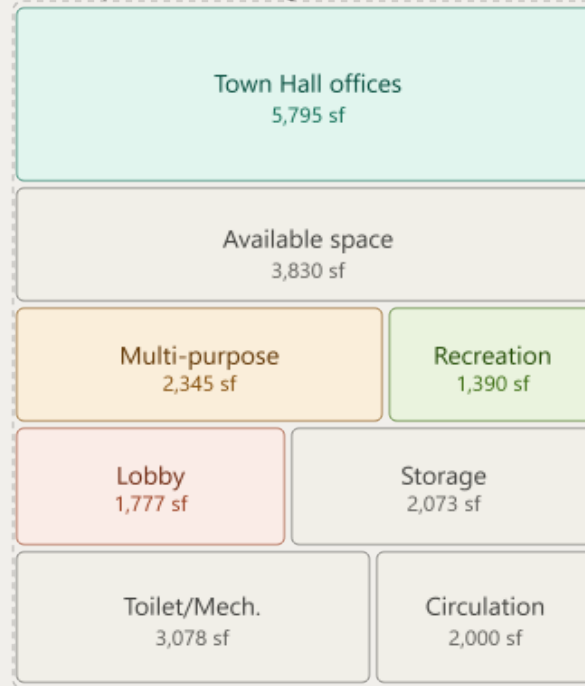 Town Hall offices
5,795 sf
Available space
3,830 sf
Multi-purpose
2,345 sf
Recreation
1,390 sf
Lobby
1,777 sf
Storage
2,073 sf
Toilet/Mech.
3,078 sf
Circulation
2,000 sf